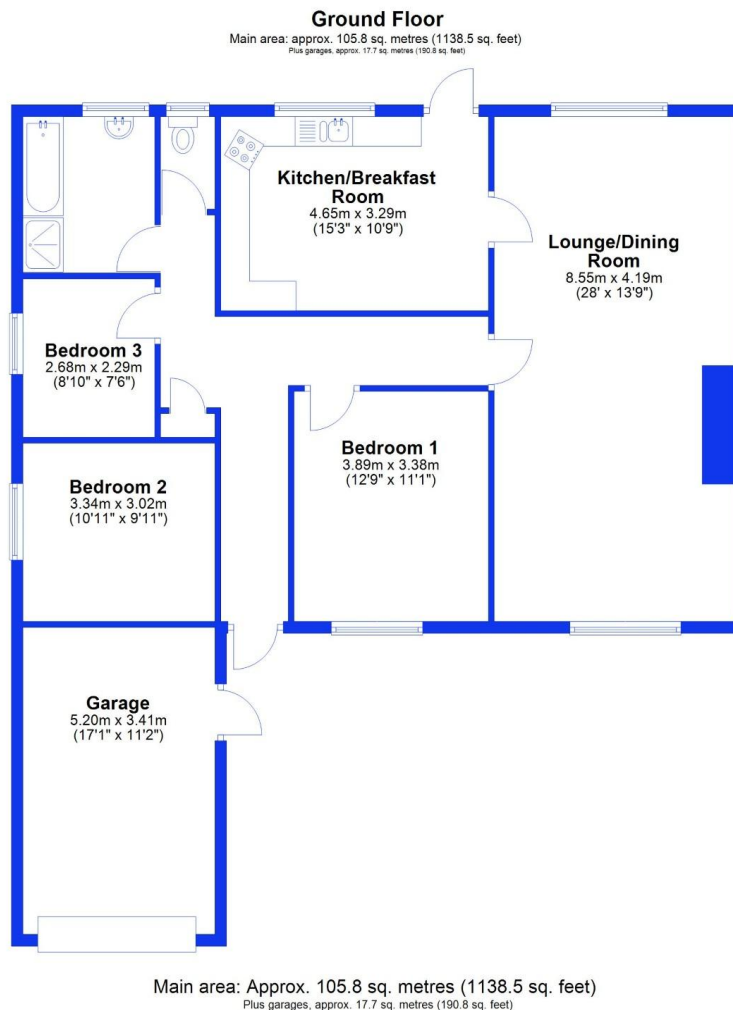 Ground Floor
Main area: approx. 105.8 sq. metres (1138.5 sq. feet)
Plus garages, approx. 17.7 sq. metres (190.8 sq. feet)
Kitchen/Breakfast
Room
4.65m x 3.29m
(15'3" x 10'9")
Lounge/Dining
Room
8.55m x 4.19m
(28' x 13'9")
Bedroom 3
2.68m x 2.29m
(8'10" x 7'6")
Bedroom 1
3.89m x 3.38m
(12'9" x 11'1")
Bedroom 2
3.34m x 3.02m
(10'11" x 9'11")
Garage
5.20m x 3.41m
(17'1" x 11'2")
Main area: Approx. 105.8 sq. metres (1138.5 sq. feet)
Plus garages, approx. 17.7 sq. metres (190.8 sq. feet)